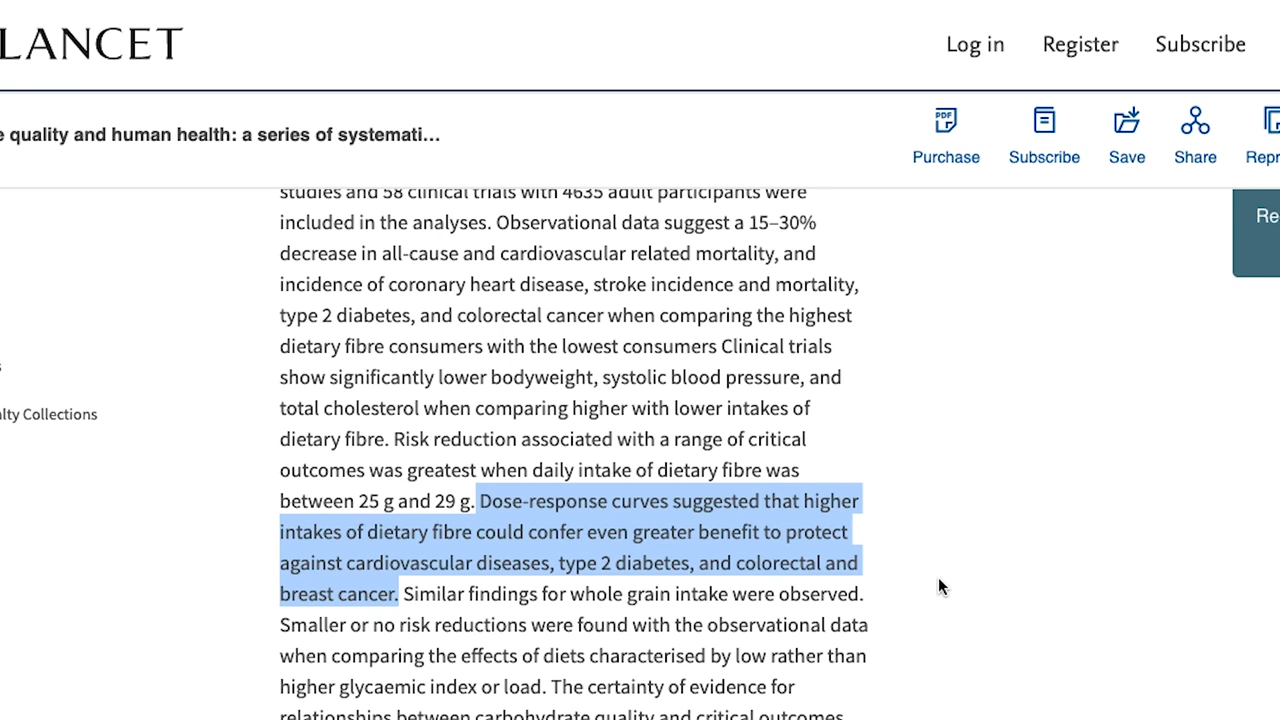 LANCET
Log in Register Subscribe
quality and human health: a series of systemati...
Purchase Subscribe Save Share
studies and 58 clinical trials with 4635 adult participants were
included in the analyses. Observational data suggest a 15–30%
decrease in all-cause and cardiovascular related mortality, and
incidence of coronary heart disease, stroke incidence and mortality,
type 2 diabetes, and colorectal cancer when comparing the highest
dietary fibre consumers with the lowest consumers Clinical trials
show significantly lower bodyweight, systolic blood pressure, and
total cholesterol when comparing higher with lower intakes of
dietary fibre. Risk reduction associated with a range of critical
outcomes was greatest when daily intake of dietary fibre was
between 25 g and 29 g. Dose-response curves suggested that higher
intakes of dietary fibre could confer even greater benefit to protect
against cardiovascular diseases, type 2 diabetes, and colorectal and
breast cancer. Similar findings for whole grain intake were observed.
Smaller or no risk reductions were found with the observational data
when comparing the effects of diets characterised by low rather than
higher glycaemic index or load. The certainty of evidence for
relationships between carbohydrate quality and critical outcomes
Collections